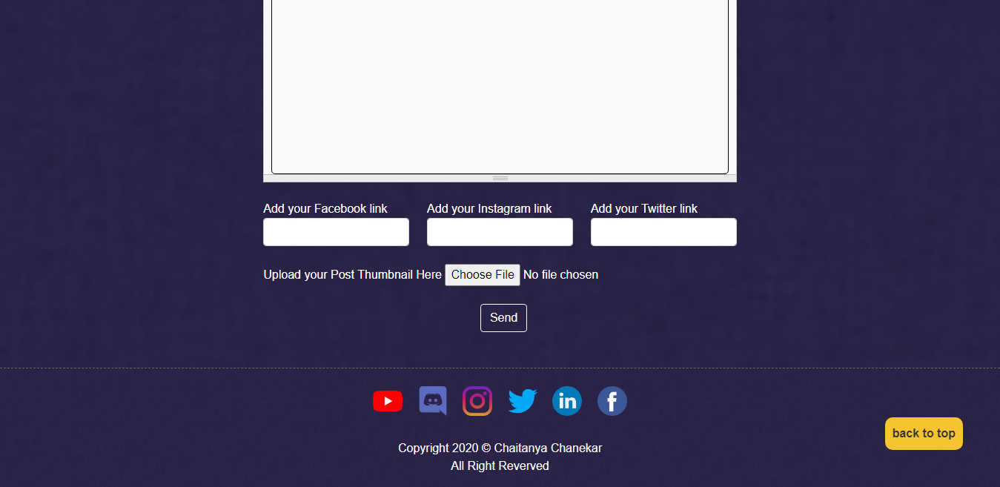 Add your Facebook link Add your Instagram link Add your Twitter link
Upload your Post Thumbnail Here Choose File No file chosen
Send
in f
back to top
Copyright 2020 © Chaitanya Chanekar
All Right Reverved